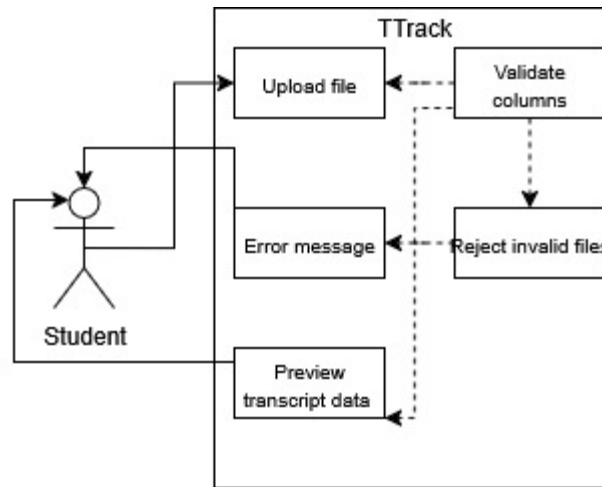 TTrack
Upload file
Validate
columns
Error message
Reject invalid files
Student
Preview
transcript data